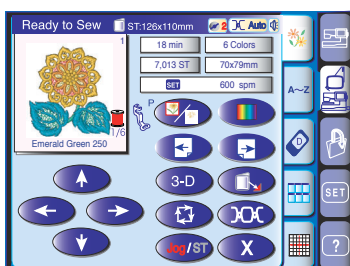 Ready to Sew ST:126x110mm 2 Auto
1
18 min 6 Colors
7,013 ST 70x79mm
SET 600 spm
P
1/6
Emerald Green 250
A~Z
D
3-D
SET
Jog/ST X
?